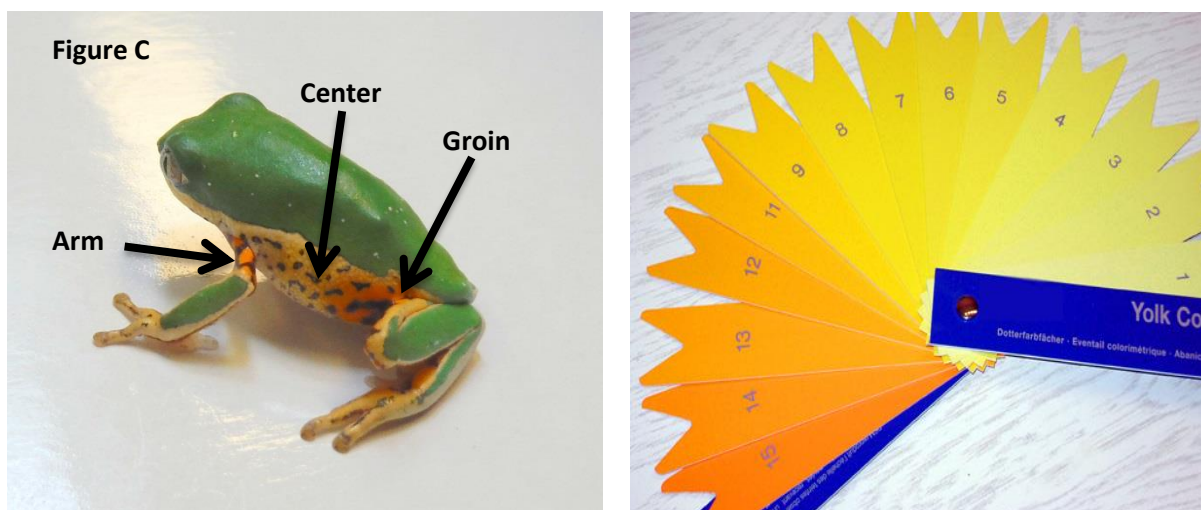 Figure C
Center
Groin
Arm
1
2
3
4
5
6
7
8
9
11
12
13
14
15
Yolk Co
Dotterfarbfächer · Eventail colorimétrique · Abanic